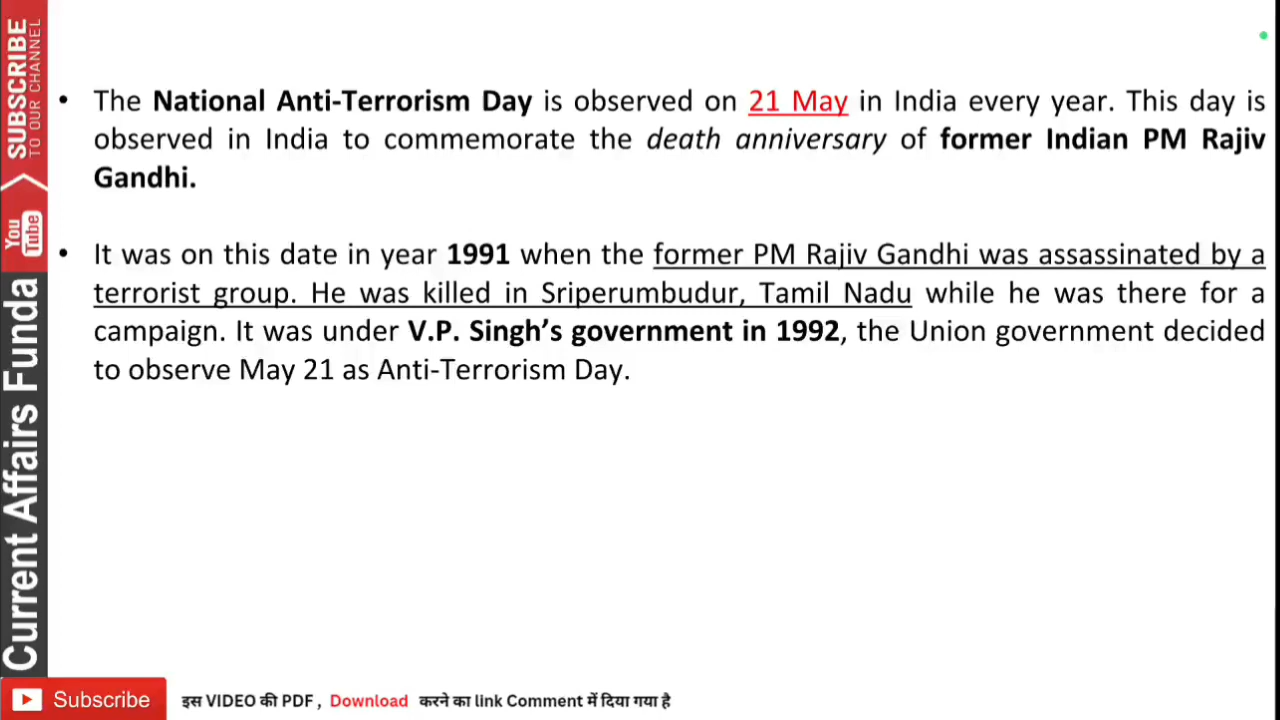 • The National Anti-Terrorism Day is observed on 21 May in India every year. This day is
observed in India to commemorate the death anniversary of former Indian PM Rajiv
Gandhi.
• It was on this date in year 1991 when the former PM Rajiv Gandhi was assassinated by a
terrorist group. He was killed in Sriperumbudur, Tamil Nadu while he was there for a
campaign. It was under V.P. Singh’s government in 1992, the Union government decided
to observe May 21 as Anti-Terrorism Day.
SUBSCRIBE
TO OUR CHANNEL
You
Tube
Current Affairs Funda
Subscribe
इस VIDEO की PDF , Download करने का link Comment में दिया गया है